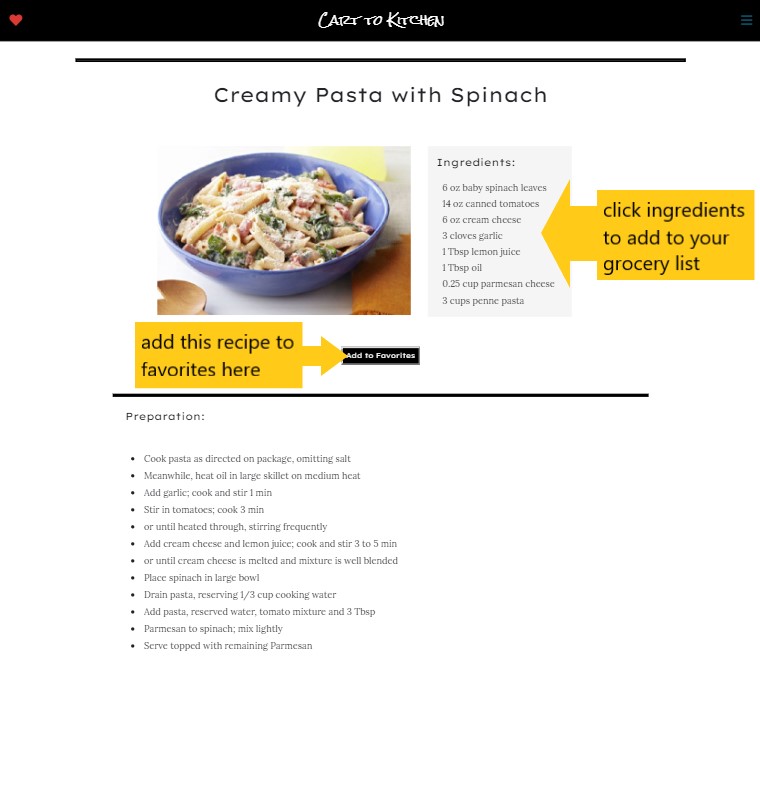 Cart to Kitchen
Creamy Pasta with Spinach
Ingredients:
6 oz baby spinach leaves
14 oz canned tomatoes
6 oz cream cheese
3 cloves garlic
1 Tbsp lemon juice
1 Tbsp oil
0.25 cup parmesan cheese
3 cups penne pasta
click ingredients
to add to your
grocery list
add this recipe to
favorites here
Add to Favorites
Preparation:
Cook pasta as directed on package, omitting salt
Meanwhile, heat oil in large skillet on medium heat
Add garlic; cook and stir 1 min
Stir in tomatoes; cook 3 min
or until heated through, stirring frequently
Add cream cheese and lemon juice; cook and stir 3 to 5 min
or until cream cheese is melted and mixture is well blended
Place spinach in large bowl
Drain pasta, reserving 1/3 cup cooking water
Add pasta, reserved water, tomato mixture and 3 Tbsp
Parmesan to spinach; mix lightly
Serve topped with remaining Parmesan